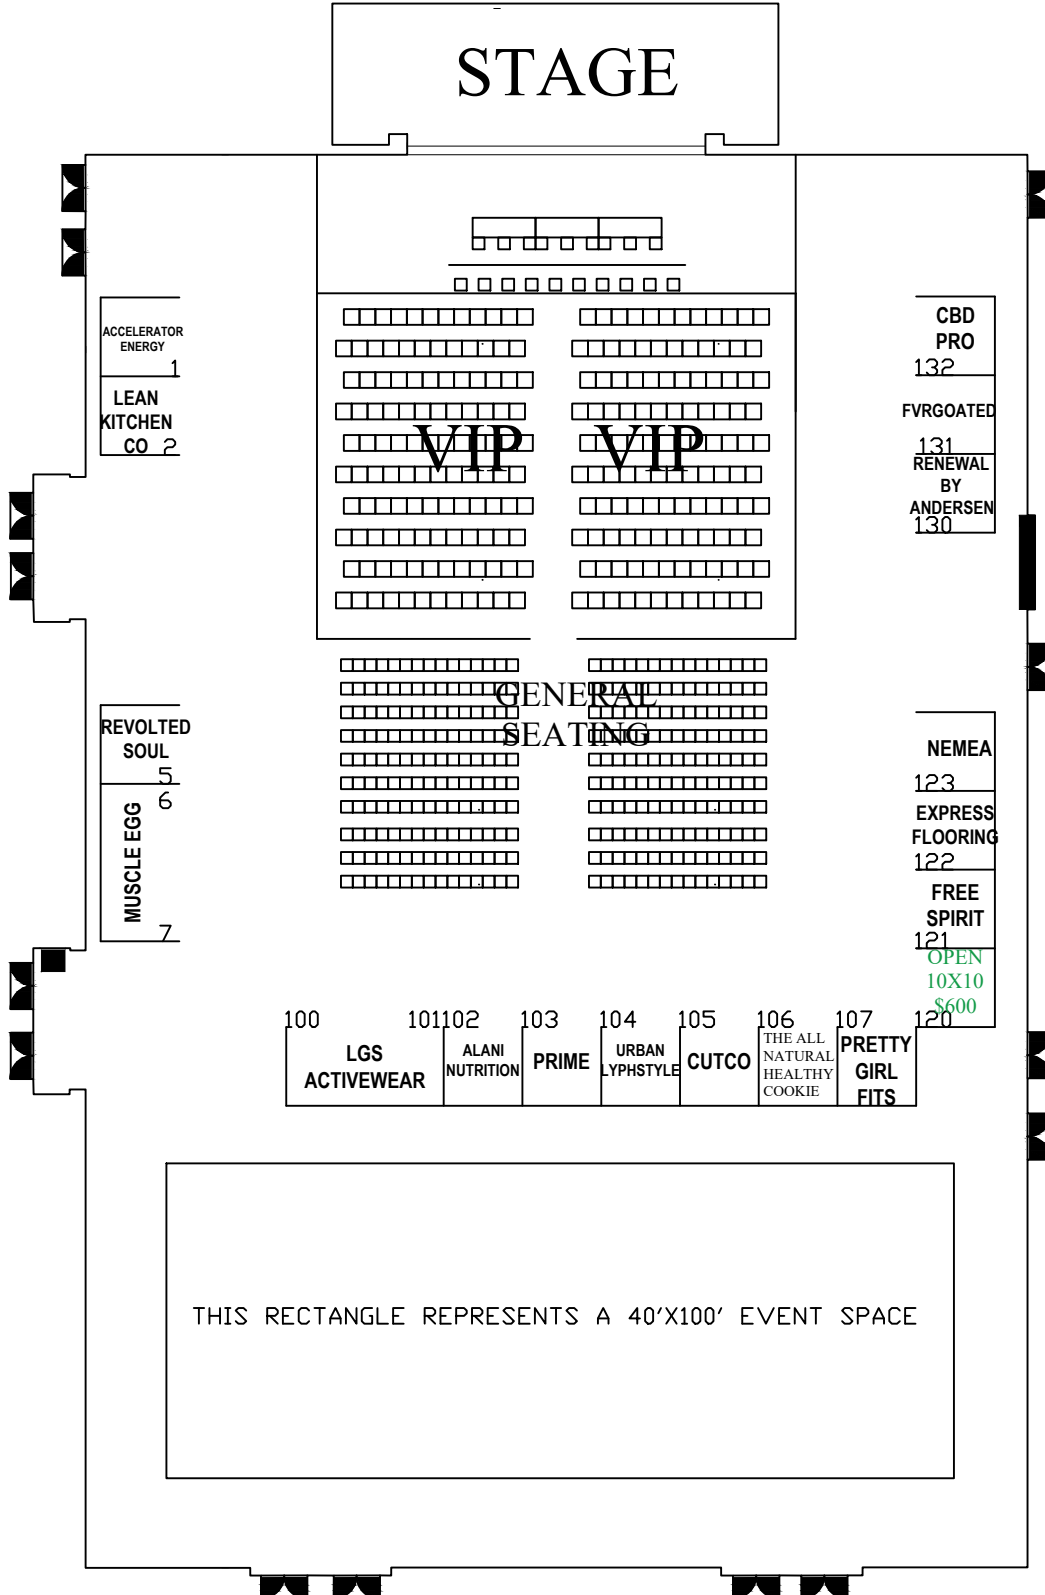 STAGE
ACCELERATOR
ENERGY
1
LEAN
KITCHEN
CO 2
CBD
PRO
132
FVRGOATED
131
RENEWAL
BY
ANDERSEN
130
VIP VIP
GENERAL
SEATING
REVOLTED
SOUL
5
6
MUSCLE EGG
7
NEMEA
123
EXPRESS
FLOORING
122
FREE
SPIRIT
121
OPEN
10X10
$600
120
100 101 102 103 104 105 106 107
LGS
ACTIVEWEAR
ALANI
NUTRITION
PRIME
URBAN
LYPHSTYLE
CUTCO
THE ALL
NATURAL
HEALTHY
COOKIE
PRETTY
GIRL
FITS
THIS RECTANGLE REPRESENTS A 40'X100' EVENT SPACE